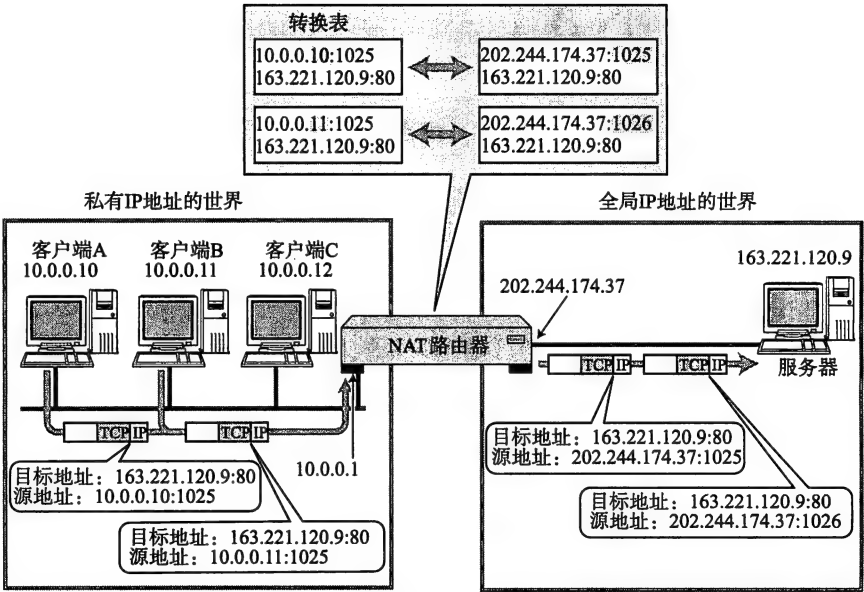 转换表
10.0.0.10:1025
163.221.120.9:80
202.244.174.37:1025
163.221.120.9:80
10.0.0.11:1025
163.221.120.9:80
202.244.174.37:1026
163.221.120.9:80
私有IP地址的世界
全局IP地址的世界
客户端A
10.0.0.10
客户端B
10.0.0.11
客户端C
10.0.0.12
163.221.120.9
202.244.174.37
NAT路由器
服务器
TCP IP
TCP IP
TCP IP
TCP IP
10.0.0.1
目标地址：163.221.120.9:80
源地址：10.0.0.10:1025
目标地址：163.221.120.9:80
源地址：10.0.0.11:1025
目标地址：163.221.120.9:80
源地址：202.244.174.37:1025
目标地址：163.221.120.9:80
源地址：202.244.174.37:1026